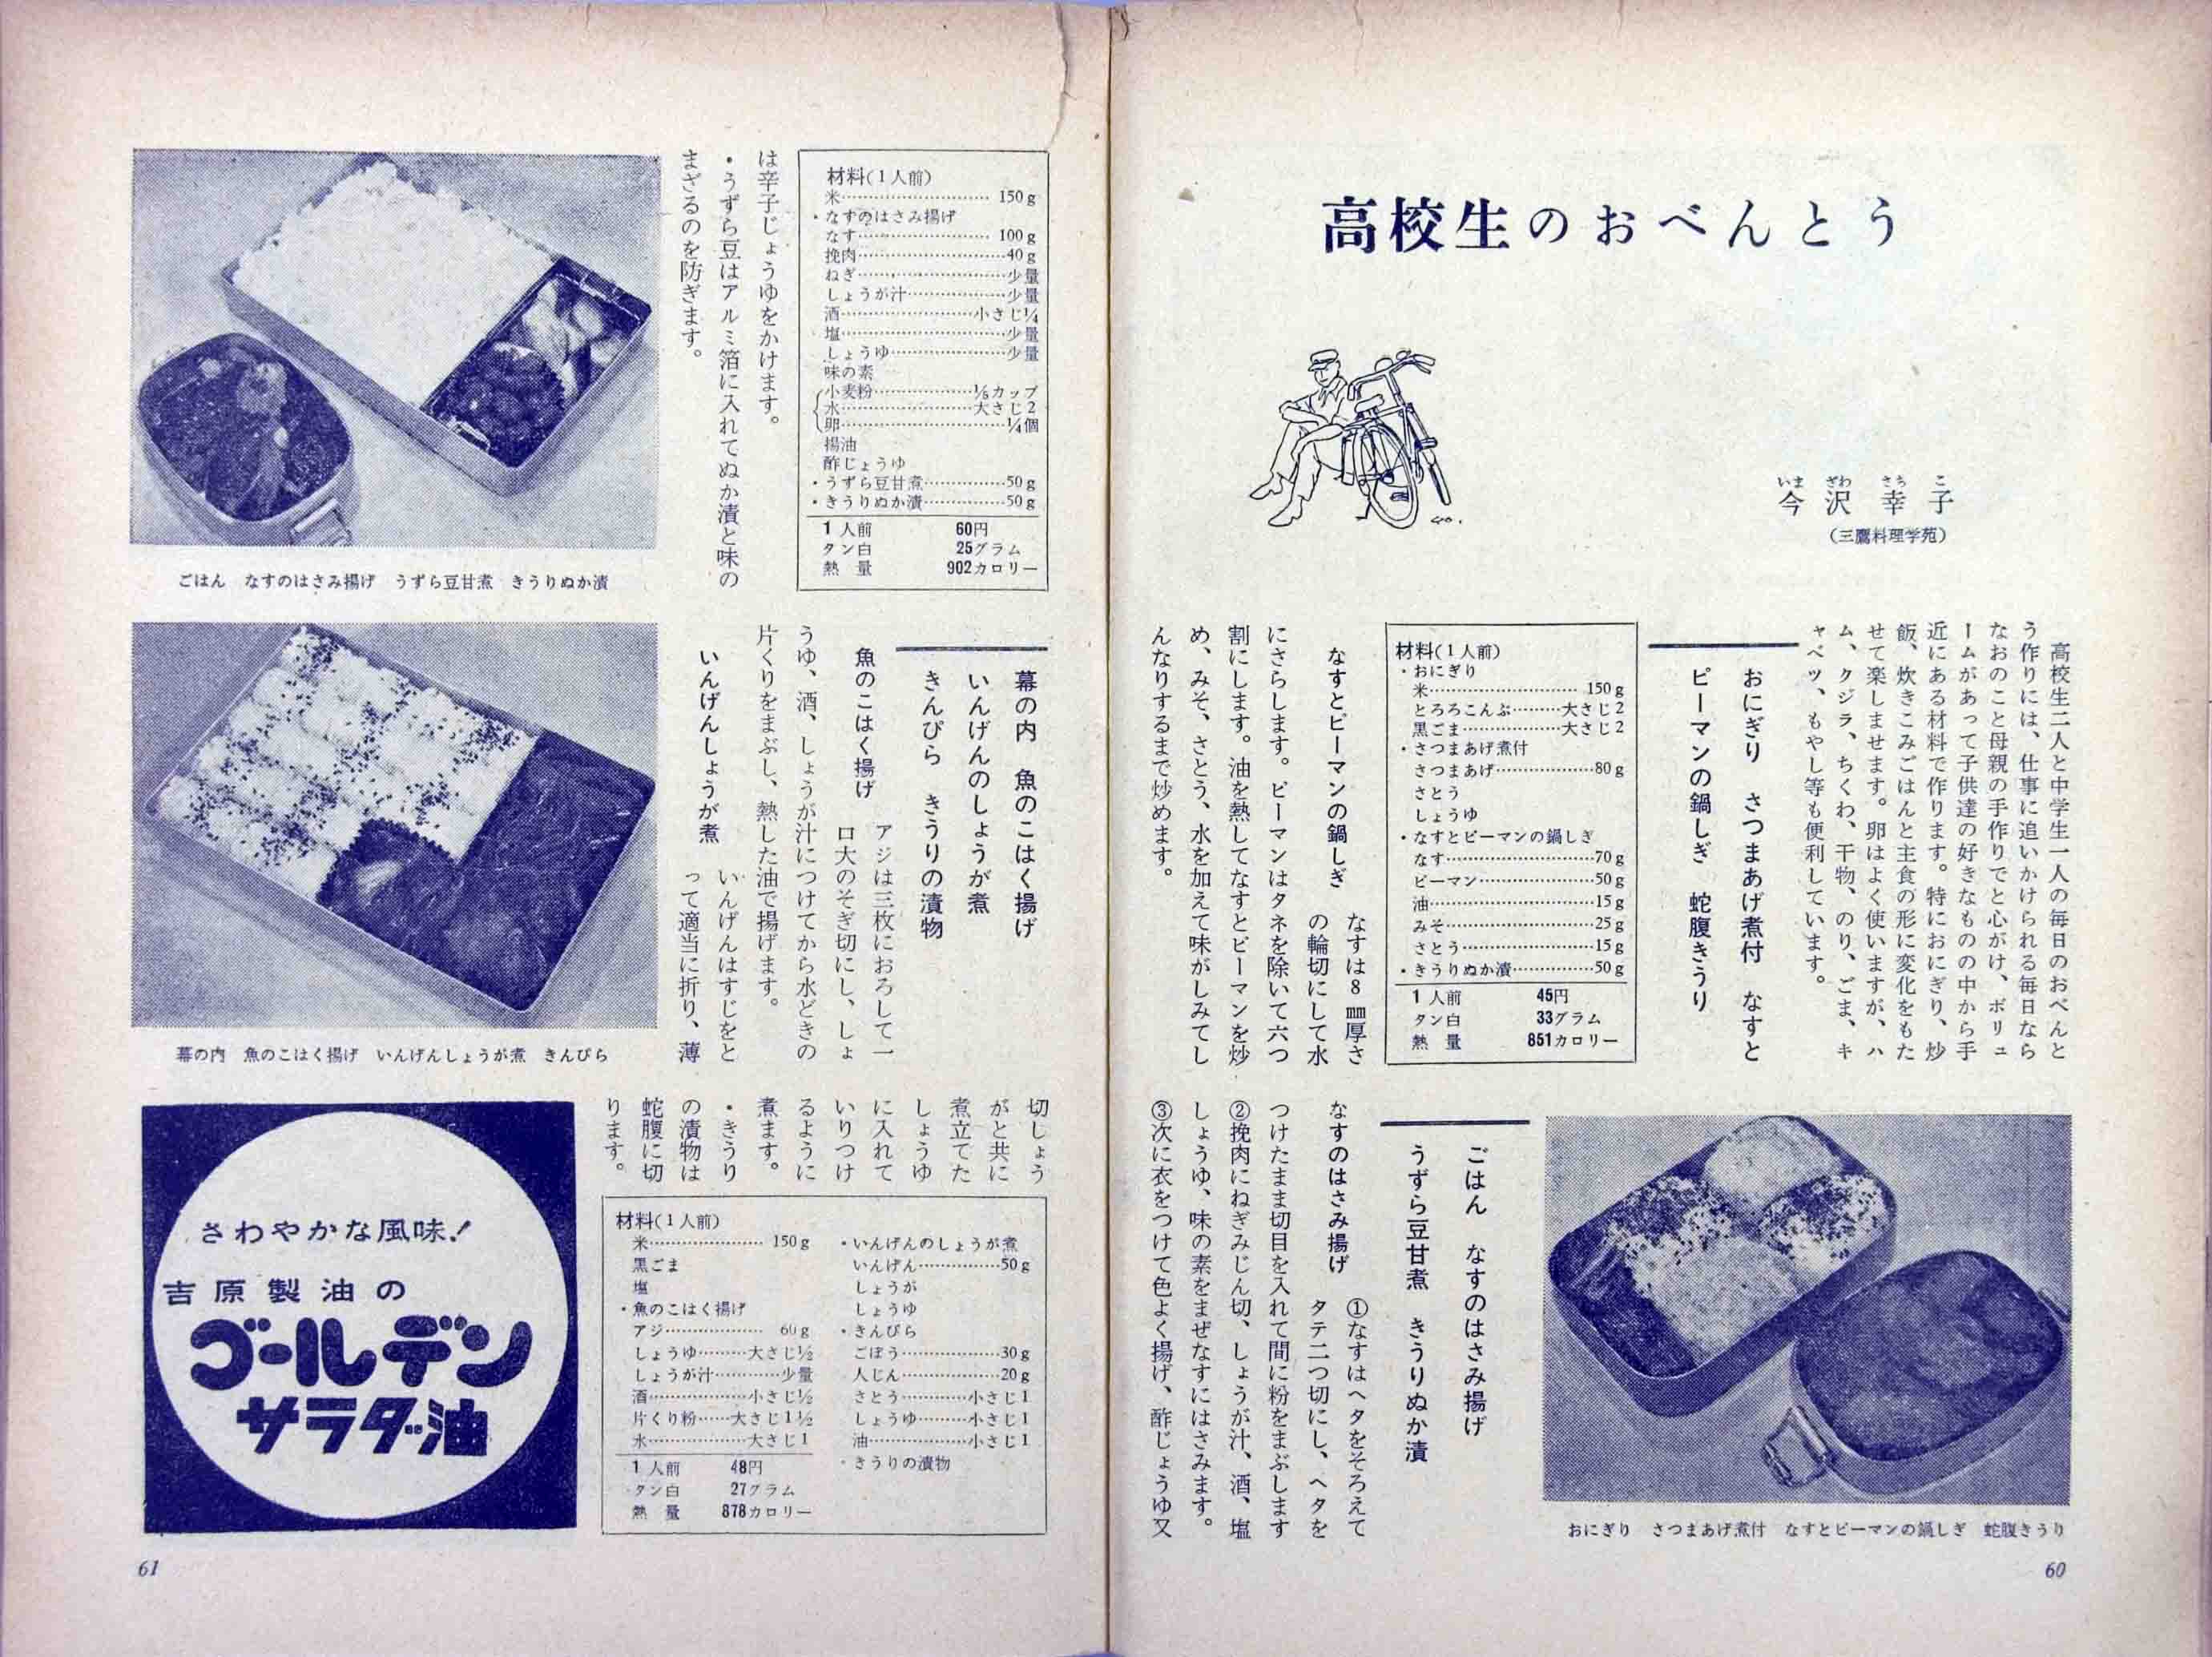 高校生のおべんとう
いま ざわ さち こ
今沢幸子
(三鷹料理学苑)
高校生二人と中学生一人の毎日のおべんと
う作りには、仕事に追いかけられる毎日なら
なおのこと母親の手作りでと心がけ、ボリュ
ームがあって子供達の好きなものの中から手
近にある材料で作ります。特におにぎり、炒
飯、炊きこみごはんと主食の形に変化をもた
せて楽しませます。卵はよく使いますが、ハ
ム、クジラ、ちくわ、干物、のり、ごま、キ
ャベツ、もやし等も便利しています。
おにぎり さつまあげ煮付 なすと
ピーマンの鍋しぎ 蛇腹きうり
材料(1人前)
・おにぎり
米……150g
とろろこんぶ……大さじ2
黒ごま……大さじ2
・さつまあげ煮付
さつまあげ……80g
さとう
しょうゆ
・なすとピーマンの鍋しぎ
なす……70g
ピーマン……50g
油……15g
みそ……25g
さとう……15g
・きうりぬか漬……50g
1人前 45円
タン白 33グラム
熱量 851カロリー
なすとピーマンの鍋しぎ
なすは8㎜厚さ
の輪切にして水
にさらします。ピーマンはタネを除いて六つ
割にします。油を熱してなすとピーマンを炒
め、みそ、さとう、水を加えて味がしみてし
んなりするまで炒めます。
おにぎり さつまあげ煮付 なすとピーマンの鍋しぎ 蛇腹きうり
ごはん なすのはさみ揚げ
うずら豆甘煮 きうりぬか漬
なすのはさみ揚げ
①なすはヘタをそろえて
タテ二つ切にし、ヘタを
つけたまま切目を入れて間に粉をまぶします
②挽肉にねぎみじん切、しょうが汁、酒、塩
しょうゆ、味の素をまぜなすにはさみます。
③次に衣をつけて色よく揚げ、酢じょうゆ又
60
材料(1人前)
米……150g
・なすのはさみ揚げ
なす……100g
挽肉……40g
ねぎ……少量
しょうが汁……少量
酒……小さじ¼
塩……少量
しょうゆ……少量
味の素
小麦粉……⅕カップ
水……大さじ2
卵……¼個
揚油
酢じょうゆ
・うずら豆甘煮……50g
・きうりぬか漬……50g
1人前 60円
タン白 25グラム
熱量 902カロリー
は辛子じょうゆをかけます。
・うずら豆はアルミ箔に入れてぬか漬と味の
まざるのを防ぎます。
ごはん なすのはさみ揚げ うずら豆甘煮 きうりぬか漬
幕の内 魚のこはく揚げ
いんげんのしょうが煮
きんぴら きうりの漬物
魚のこはく揚げ
アジは三枚におろして一
口大のそぎ切にし、しょ
うゆ、酒、しょうが汁につけてから水どきの
片くりをまぶし、熱した油で揚げます。
いんげんしょうが煮
いんげんはすじをと
って適当に折り、薄
幕の内 魚のこはく揚げ いんげんしょうが煮 きんぴら
切しょう
がと共に
煮立てた
しょうゆ
に入れて
いりつけ
るように
煮ます。
・きうり
の漬物は
蛇腹に切
ります。
材料(1人前)
米……150g
黒ごま
塩
・魚のこはく揚げ
アジ……60g
しょうゆ……大さじ½
しょうが汁……少量
酒……小さじ½
片くり粉……大さじ1½
水……大さじ1
1人前 48円
タン白 27グラム
熱量 878カロリー
・いんげんのしょうが煮
いんげん……50g
しょうが
しょうゆ
・きんぴら
ごぼう……30g
人じん……20g
さとう……小さじ1
しょうゆ……小さじ1
油……小さじ1
・きうりの漬物
さわやかな風味!
吉原製油の
ゴールデン
サラダ油
61